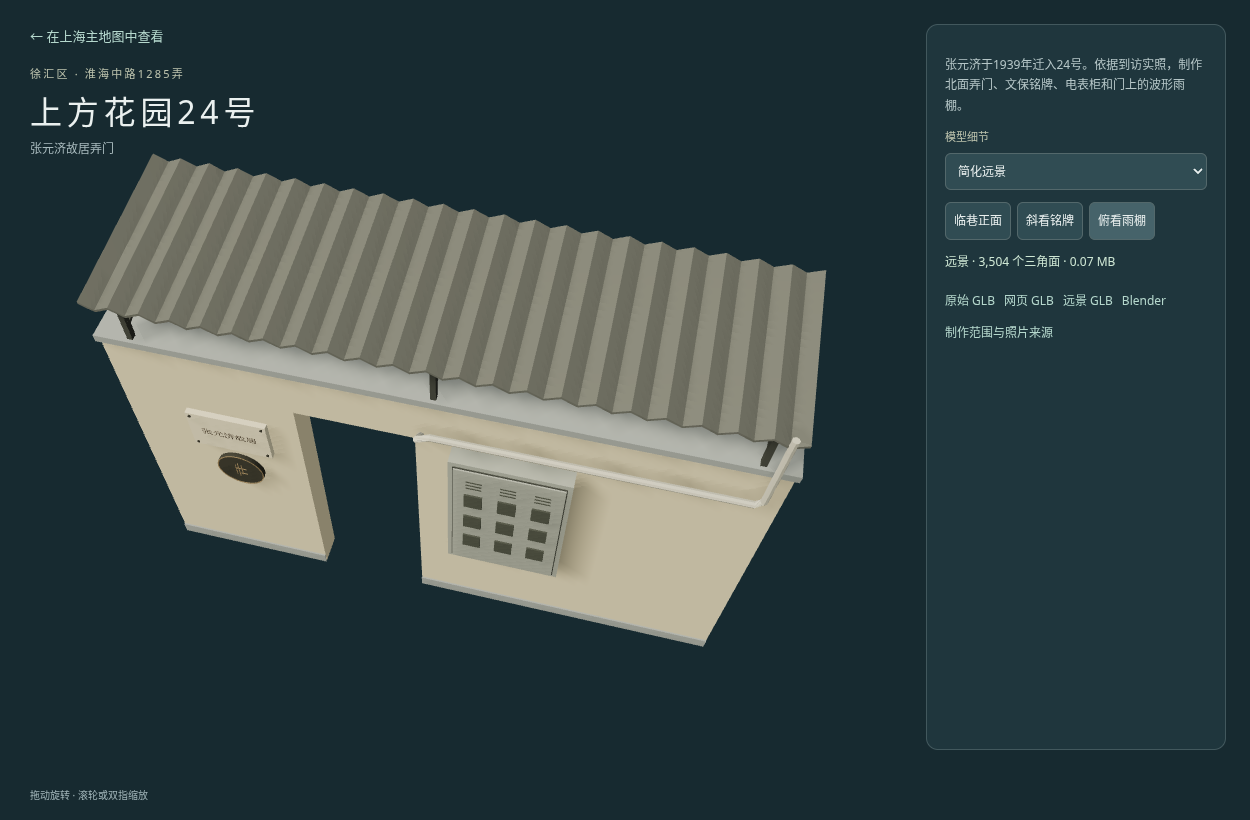 ← 在上海主地图中查看
徐汇区 · 淮海中路1285弄
上方花园24号
张元济故居弄门
张元济于1939年迁入24号。依据到访实照，制作
北面弄门、文保铭牌、电表柜和门上的波形雨
棚。
模型细节
简化远景
临巷正面 斜看铭牌 俯看雨棚
远景 · 3,504 个三角面 · 0.07 MB
原始 GLB 网页 GLB 远景 GLB Blender
制作范围与照片来源
拖动旋转 · 滚轮或双指缩放